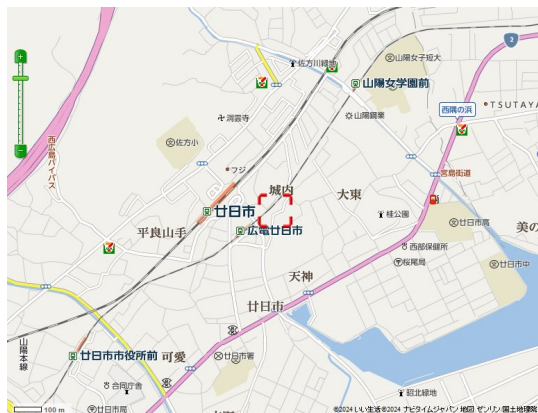 佐方川緑地
山陽女子短大
2
山陽女学園前
TSUTAYA
西隅の浜
洞雲寺
山陽鋼業
西広島バイパス
佐方小
フジ
城内
宮島街道
大東
廿日市
広電廿日市
桂公園
廿日市高
美の
平良山手
西部保健所
桜尾局
廿日市中
天神
廿日市
山陽本線
廿日市市役所前
可愛
廿日市署
合同庁舎
昭北緑地
廿日市局
100 m
©2024 いい生活 ©2024 ナビタイムジャパン 地図 ゼンリン 国土地理院